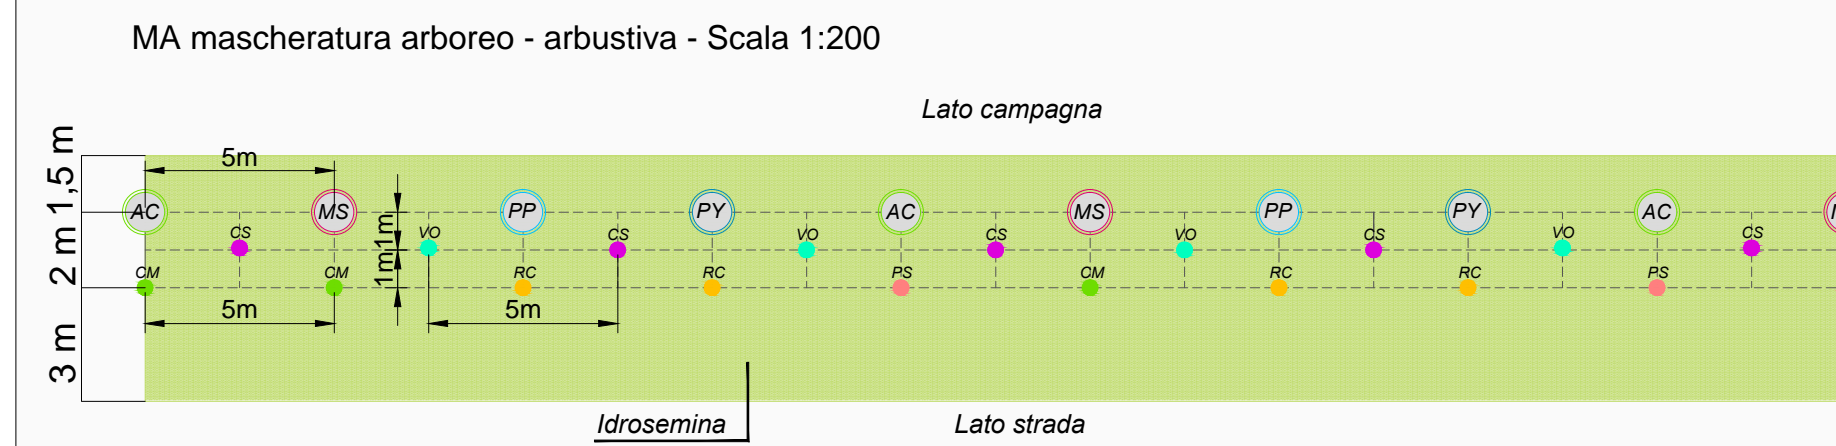 MA mascheratura arboreo - arbustiva - Scala 1:200
Lato campagna
1,5 m
2 m
3 m
5m
AC MS PP PY AC MS PP PY AC
1m
1m
CS VO CS VO CS VO CS VO CS
CM CM RC RC PS CM RC RC PS
5m
5m
Idrosemina
Lato strada